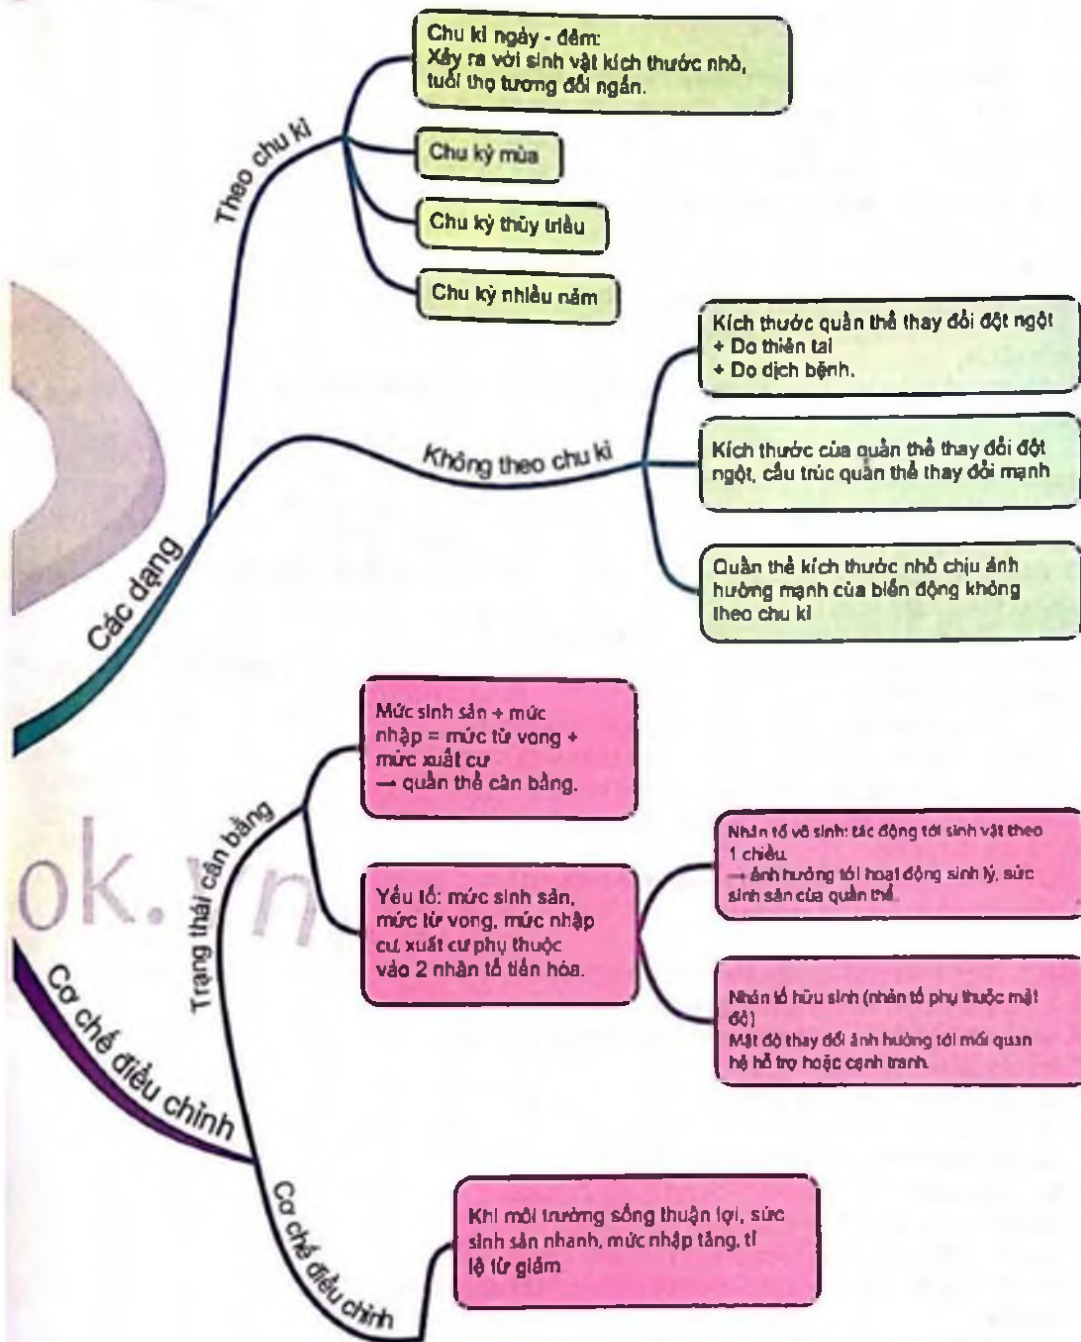 Chu kì ngày - đêm:
Xảy ra với sinh vật kích thước nhỏ,
tuổi thọ tương đối ngắn.
Theo chu kì
Chu kỳ mùa
Chu kỳ thủy triều
Chu kỳ nhiều năm
Kích thước quần thể thay đổi đột ngột
+ Do thiên tai
+ Do dịch bệnh.
Không theo chu kì
Kích thước của quần thể thay đổi đột
ngột, cấu trúc quần thể thay đổi mạnh
Quần thể kích thước nhỏ chịu ảnh
hưởng mạnh của biến động không
theo chu kì
Các dạng
Mức sinh sản + mức
nhập = mức tử vong +
mức xuất cư
→ quần thể cân bằng.
Trạng thái cân bằng
Nhân tố vô sinh: tác động tới sinh vật theo
1 chiều.
→ ảnh hưởng tới hoạt động sinh lý, sức
sinh sản của quần thể.
ok.vn
Yếu tố: mức sinh sản,
mức tử vong, mức nhập
cư, xuất cư phụ thuộc
vào 2 nhân tố tiến hóa.
Nhân tố hữu sinh (nhân tố phụ thuộc mật
độ)
Mật độ thay đổi ảnh hưởng tới mối quan
hệ hỗ trợ hoặc cạnh tranh.
Cơ chế điều chỉnh
Cơ chế điều chỉnh
Khi môi trường sống thuận lợi, sức
sinh sản nhanh, mức nhập tăng, tỉ
lệ tử giảm